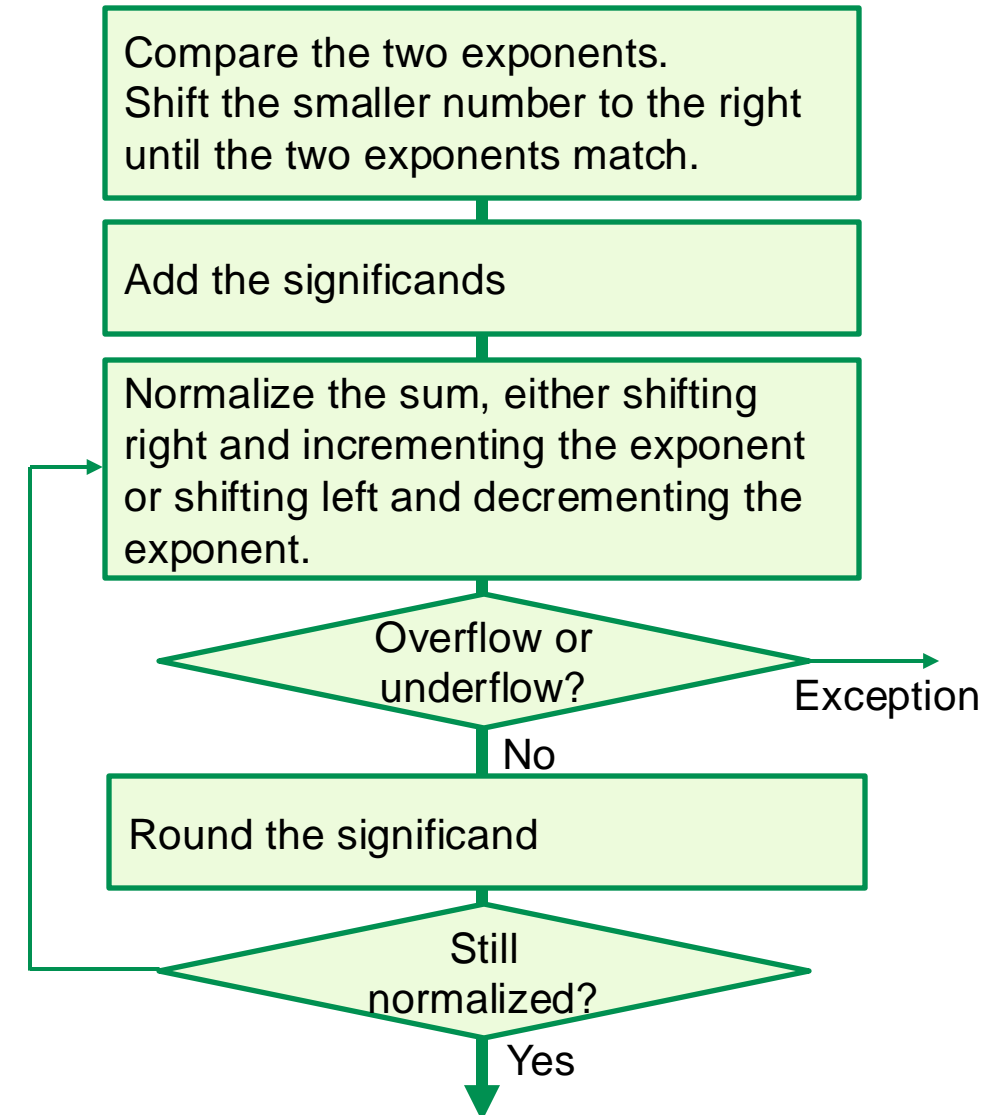 Compare the two exponents.
Shift the smaller number to the right
until the two exponents match.
Add the significands
Normalize the sum, either shifting
right and incrementing the exponent
or shifting left and decrementing the
exponent.
Overflow or
underflow?
Exception
No
Round the significand
Still
normalized?
Yes